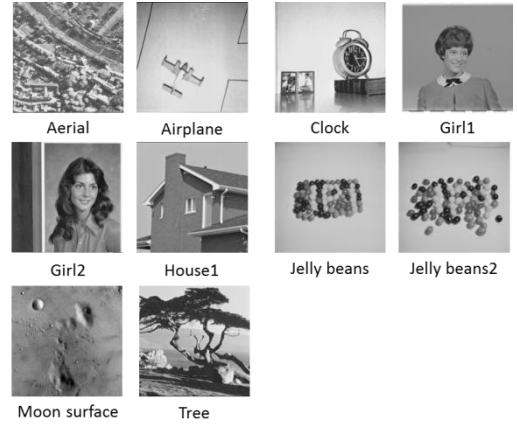 Aerial
Airplane
Clock
Girl1
Girl2
House1
Jelly beans
Jelly beans2
Moon surface
Tree